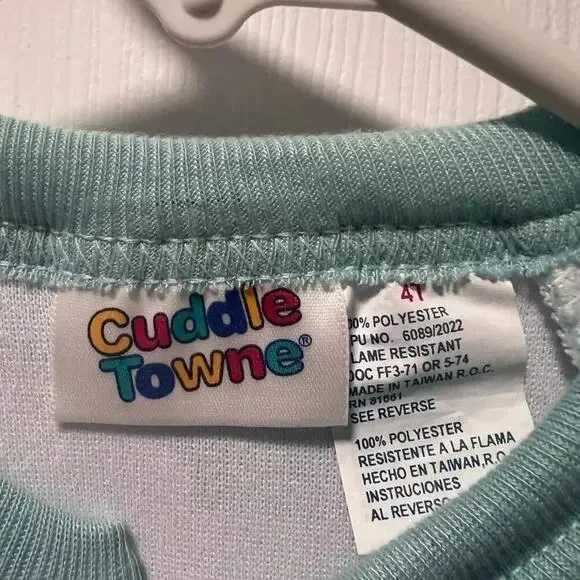 Cuddle
Towne®
4T
00% POLYESTER
PU NO. 6089/2022
LAME RESISTANT
DOC FF3-71 OR 5-74
MADE IN TAIWAN R.O.C.
RN 81661
SEE REVERSE
100% POLYESTER
RESISTENTE A LA FLAMA
HECHO EN TAIWAN,R.O.
INSTRUCIONES
AL REVERSO